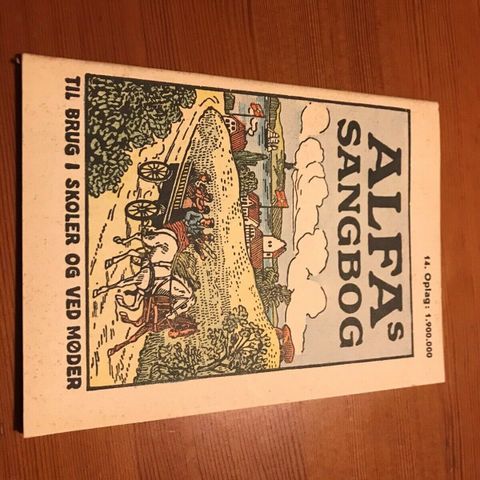 14. Oplag: 1.900.000
ALFAS
SANGBOG
TIL BRUG I SKOLER OG VED MØDER